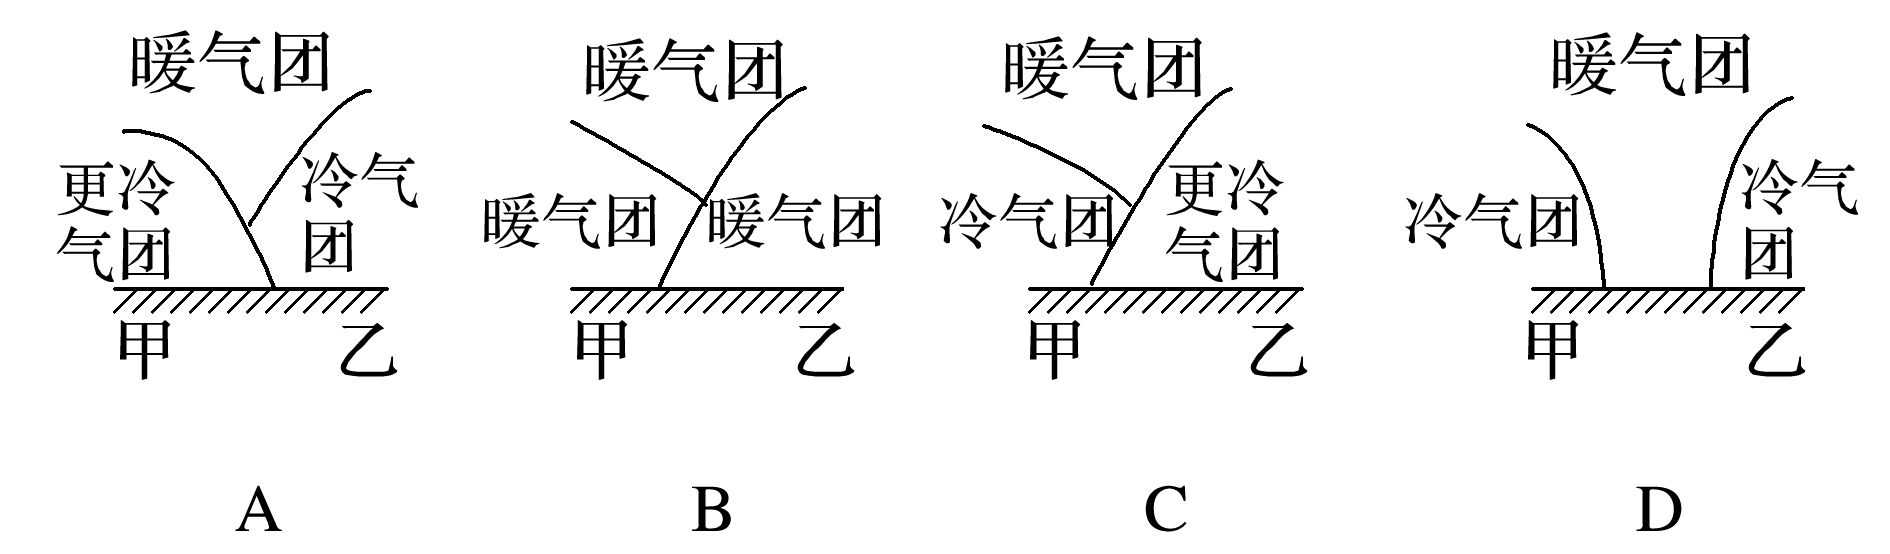 暖气团
更冷
气团
冷气
团
甲
乙
A
暖气团
暖气团
暖气团
甲
乙
B
暖气团
冷气团
更冷
气团
甲
乙
C
暖气团
冷气团
冷气
团
甲
乙
D